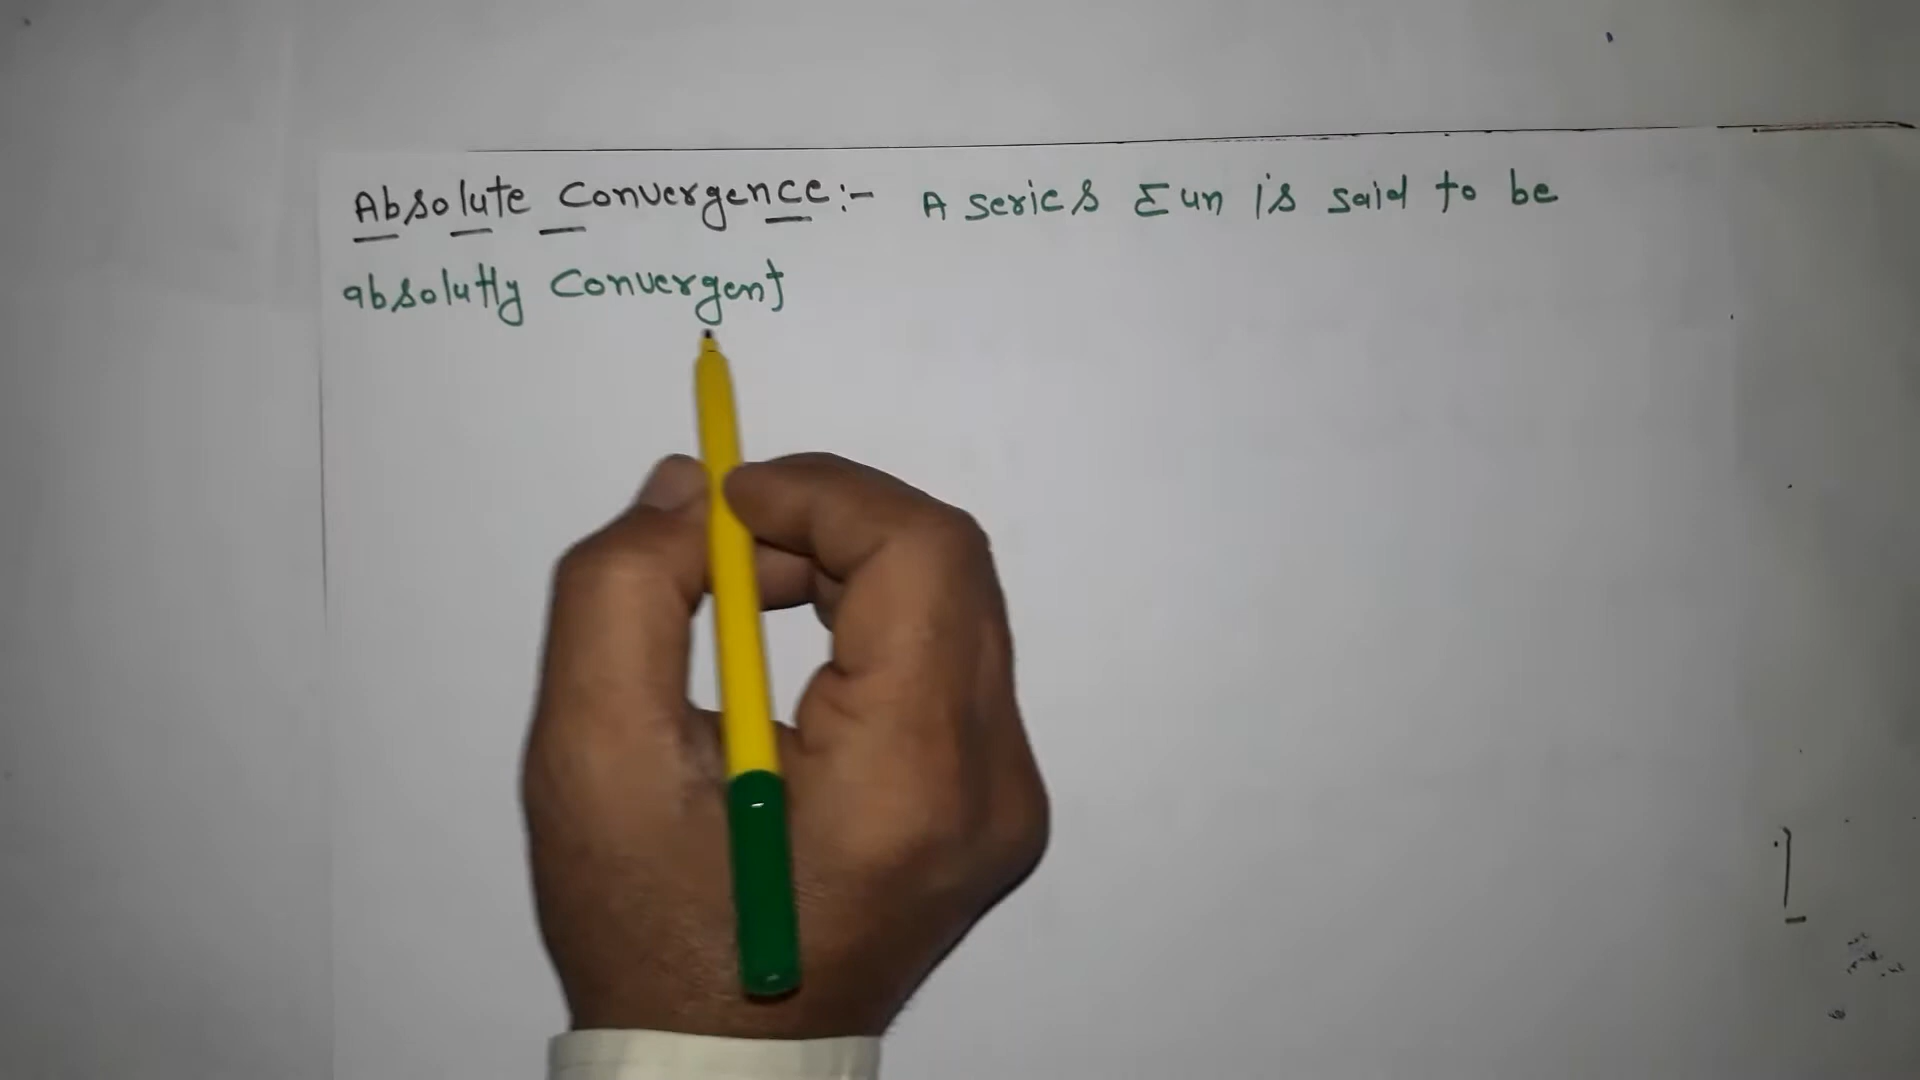 Absolute Convergence:- A series Σun is said to be
absolutly Convergent